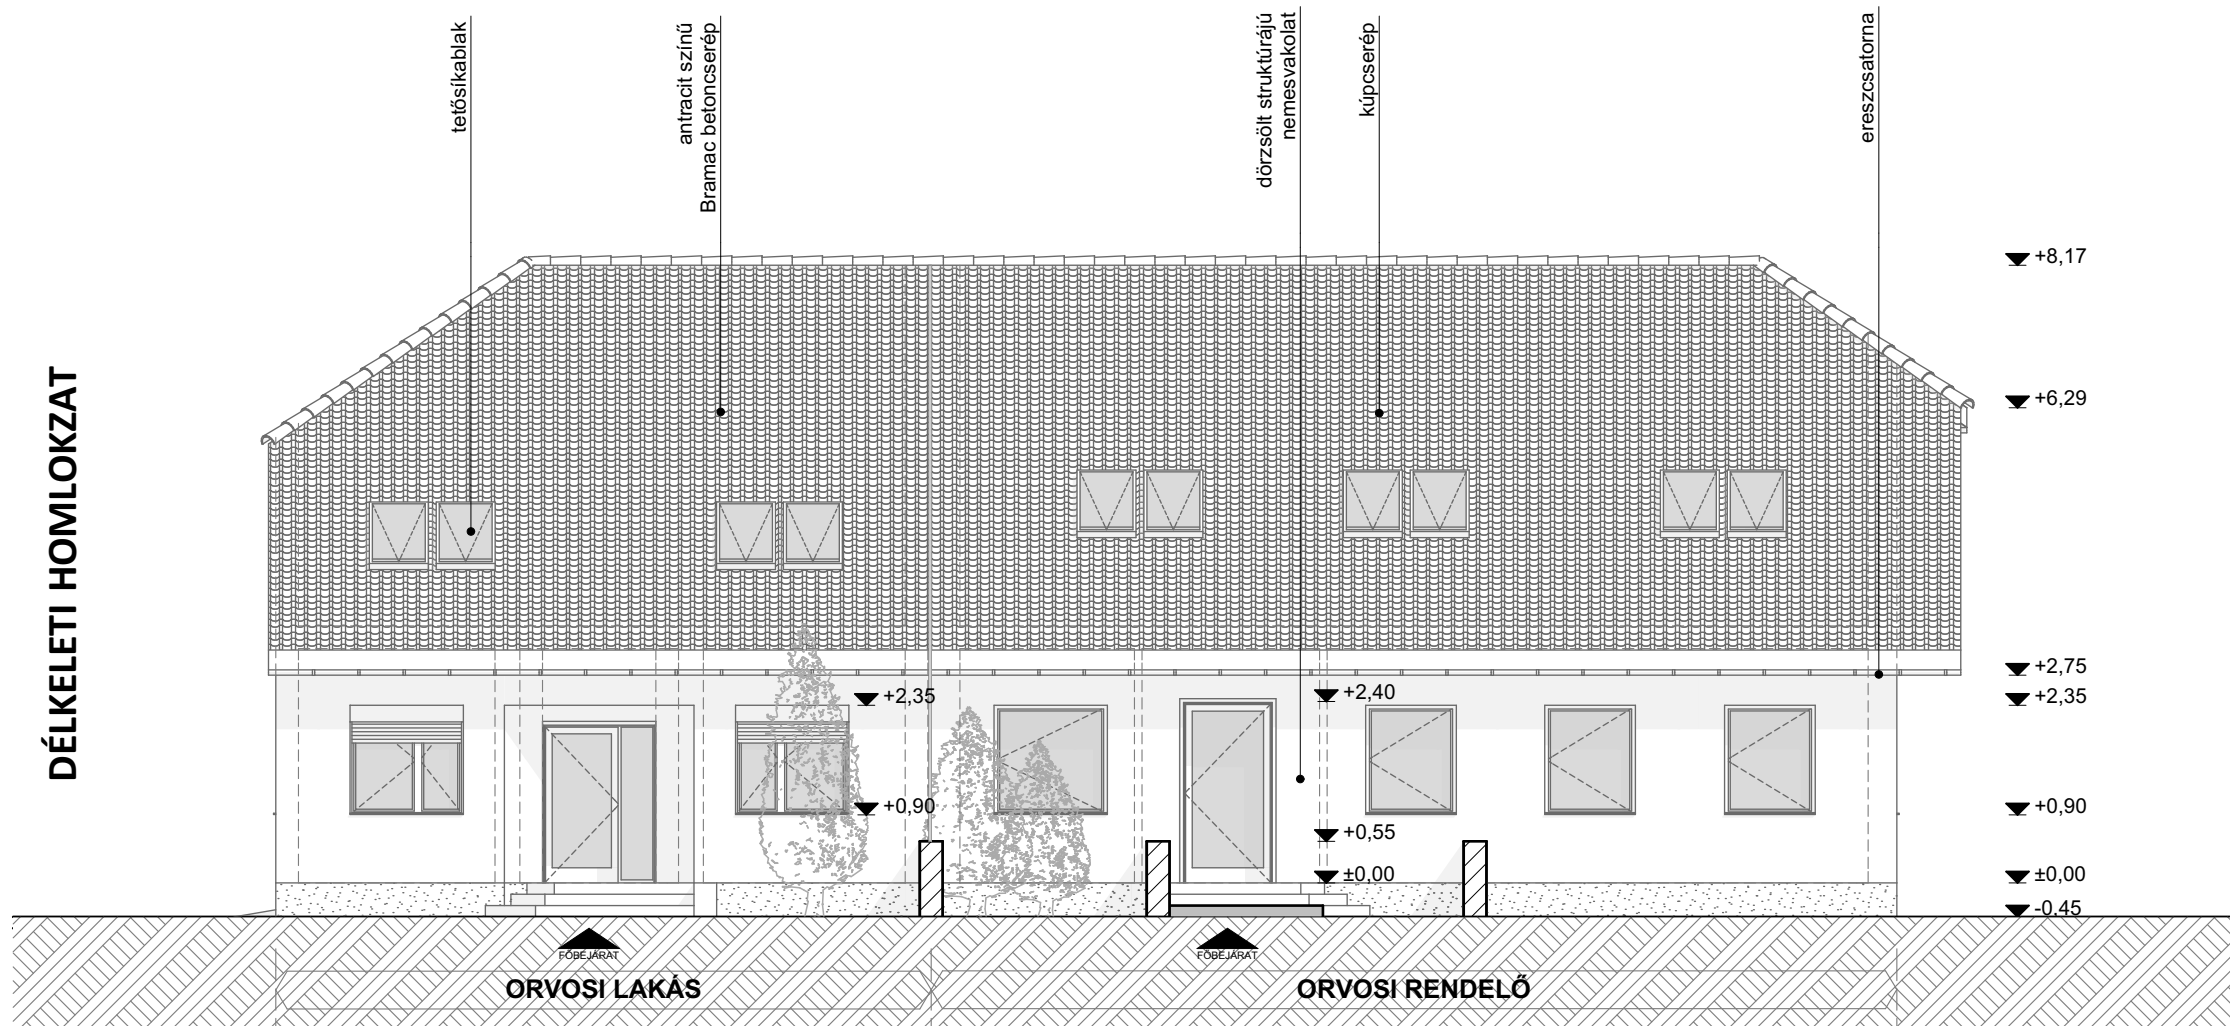 DÉLKELETI HOMLOKZAT
tetősíkablak
antracit színű
Bramac betoncserép
dörzsölt struktúrájú
nemesvakolat
kúpcserép
ereszcsatorna
+8,17
+6,29
+2,75
+2,35
+2,40
+2,35
+0,90
+0,90
+0,55
±0,00
±0,00
-0,45
FŐBEJÁRAT
FŐBEJÁRAT
ORVOSI LAKÁS
ORVOSI RENDELŐ